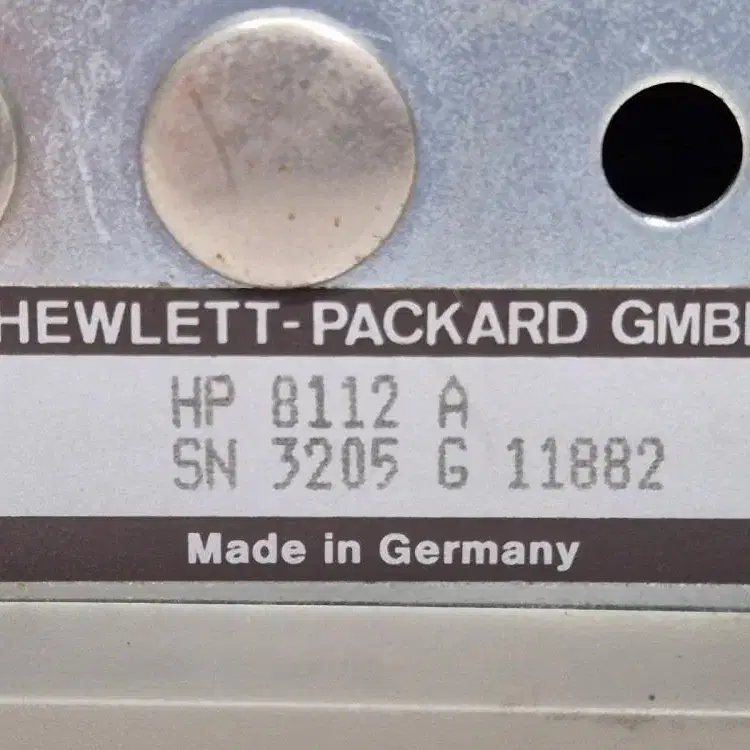 HEWLETT-PACKARD GMB
HP 8112 A
SN 3205 G 11882
Made in Germany